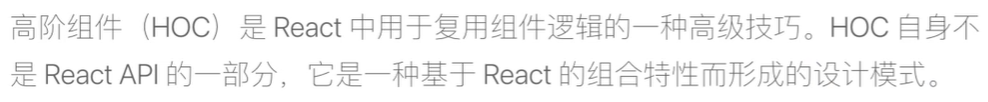 高阶组件（HOC）是 React 中用于复用组件逻辑的一种高级技巧。HOC 自身不
是 React API 的一部分，它是一种基于 React 的组合特性而形成的设计模式。